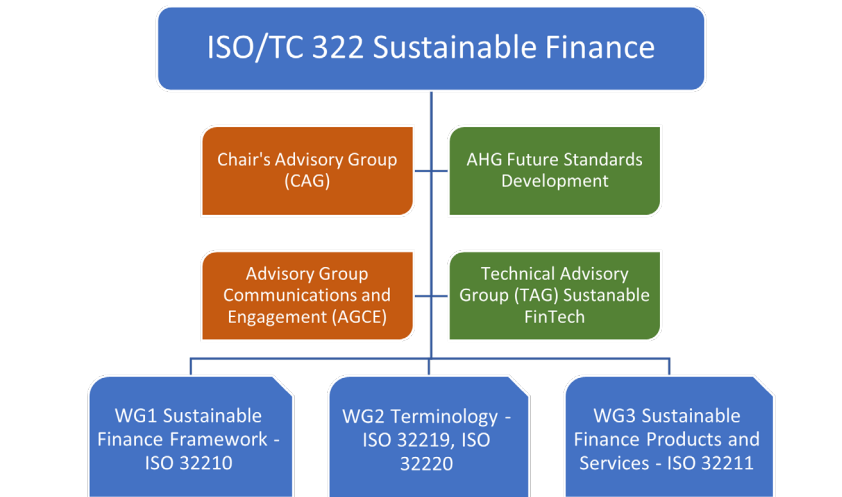 ISO/TC 322 Sustainable Finance
Chair's Advisory Group
(CAG)
AHG Future Standards
Development
Advisory Group
Communications and
Engagement (AGCE)
Technical Advisory
Group (TAG) Sustanable
FinTech
WG1 Sustainable
Finance Framework -
ISO 32210
WG2 Terminology -
ISO 32219, ISO
32220
WG3 Sustainable
Finance Products and
Services - ISO 32211